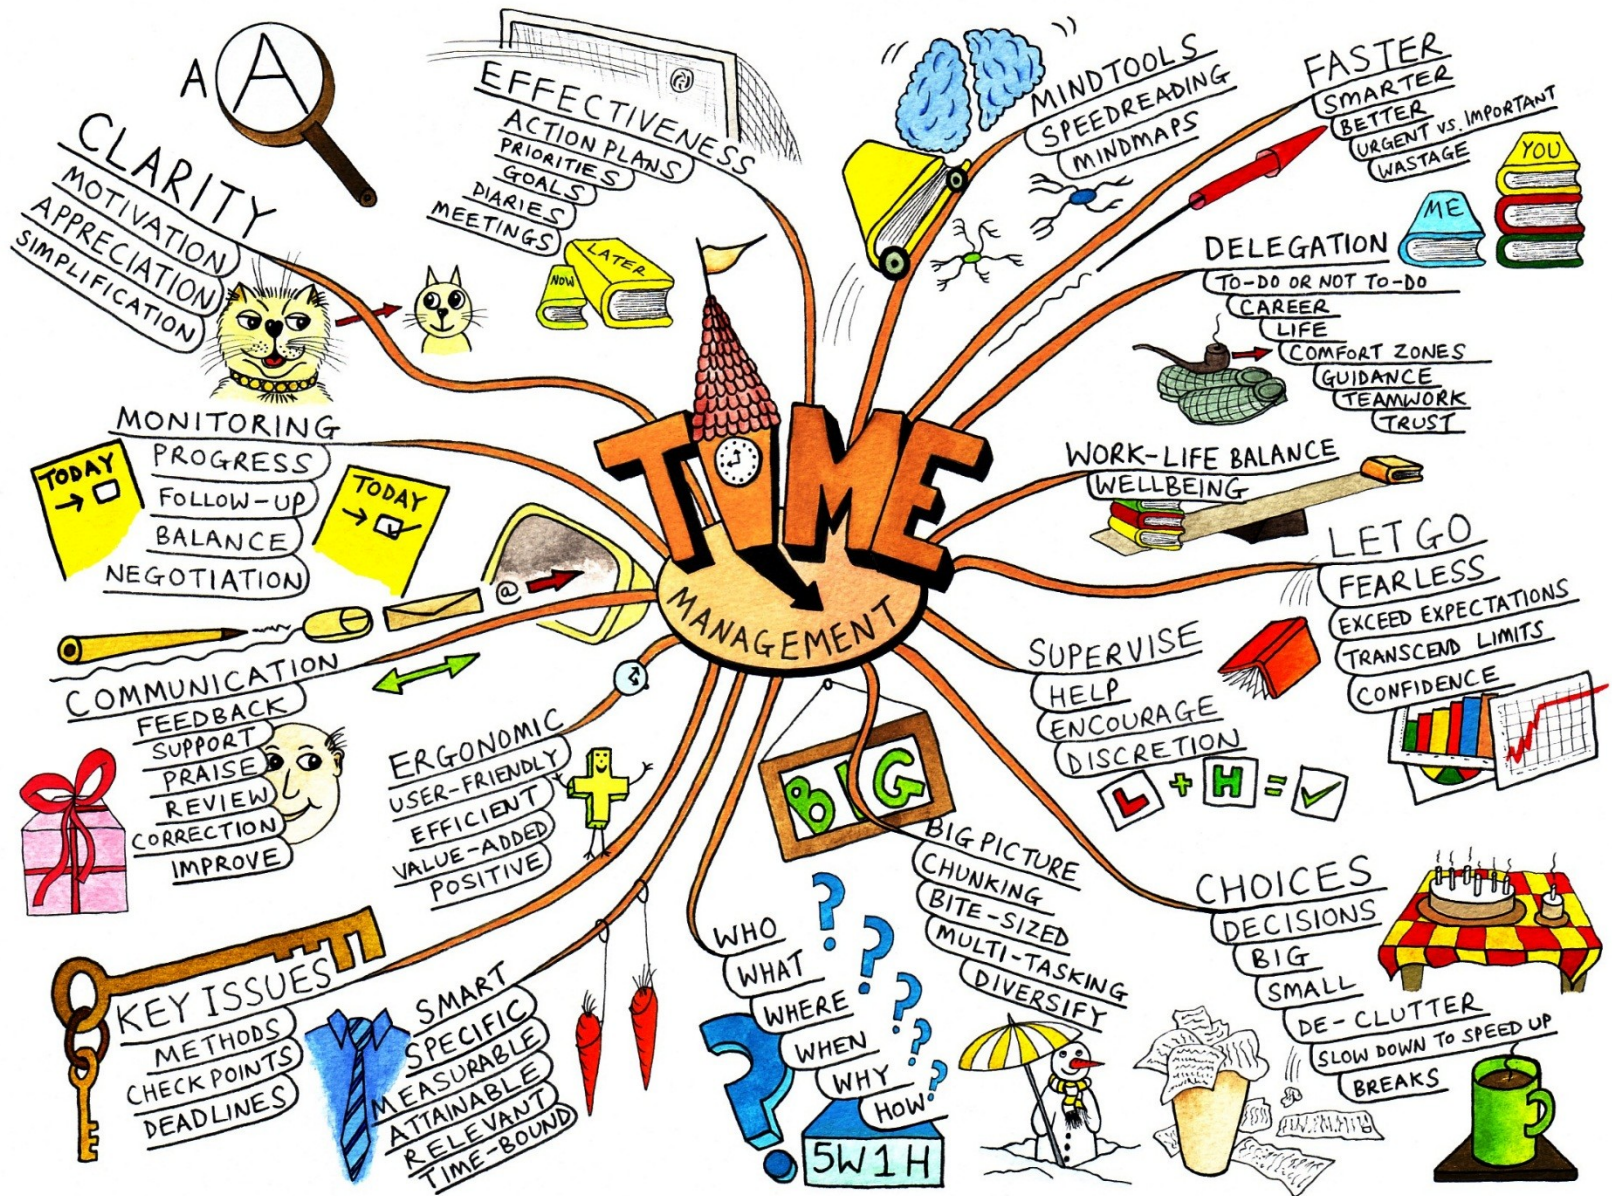 TIME
MANAGEMENT
A
A
CLARITY
MOTIVATION
APPRECIATION
SIMPLIFICATION
EFFECTIVENESS
ACTION PLANS
PRIORITIES
GOALS
DIARIES
MEETINGS
NOW
LATER
MINDTOOLS
SPEEDREADING
MINDMAPS
FASTER
SMARTER
BETTER
URGENT VS. IMPORTANT
WASTAGE
YOU
ME
DELEGATION
TO-DO OR NOT TO-DO
CAREER
LIFE
COMFORT ZONES
GUIDANCE
TEAMWORK
TRUST
WORK-LIFE BALANCE
WELLBEING
LET GO
FEARLESS
EXCEED EXPECTATIONS
TRANSCEND LIMITS
CONFIDENCE
SUPERVISE
HELP
ENCOURAGE
DISCRETION
L + H = ✓
CHOICES
DECISIONS
BIG
SMALL
DE-CLUTTER
SLOW DOWN TO SPEED UP
BREAKS
BIG
BIG PICTURE
CHUNKING
BITE-SIZED
MULTI-TASKING
DIVERSIFY
WHO
WHAT
WHERE
WHEN
WHY
HOW
? ? ? ? ? ?
?
5W1H
SMART
SPECIFIC
MEASURABLE
ATTAINABLE
RELEVANT
TIME-BOUND
KEY ISSUES
METHODS
CHECKPOINTS
DEADLINES
ERGONOMIC
USER-FRIENDLY
EFFICIENT
VALUE-ADDED
POSITIVE
COMMUNICATION
FEEDBACK
SUPPORT
PRAISE
REVIEW
CORRECTION
IMPROVE
@
MONITORING
PROGRESS
FOLLOW-UP
BALANCE
NEGOTIATION
TODAY
→ □
TODAY
→ ☑